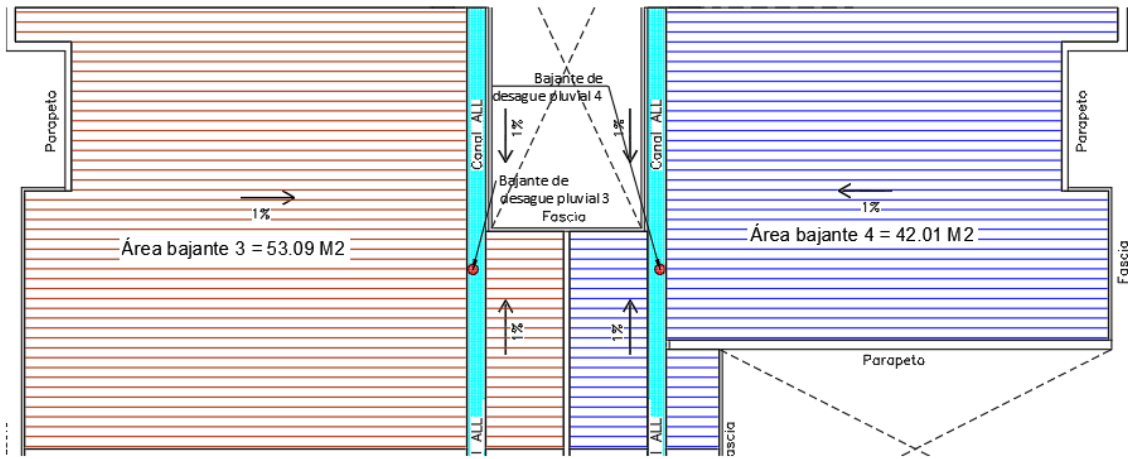 Bajante de
desague pluvial 4
Parapeto
Canal ALL
1%
1%
Canal ALL
Parapeto
Bajante de
desague pluvial 3
Fascia
1%
1%
Área bajante 3 = 53.09 M2
Área bajante 4 = 42.01 M2
Fascia
1%
1%
Parapeto
ALL
ALL